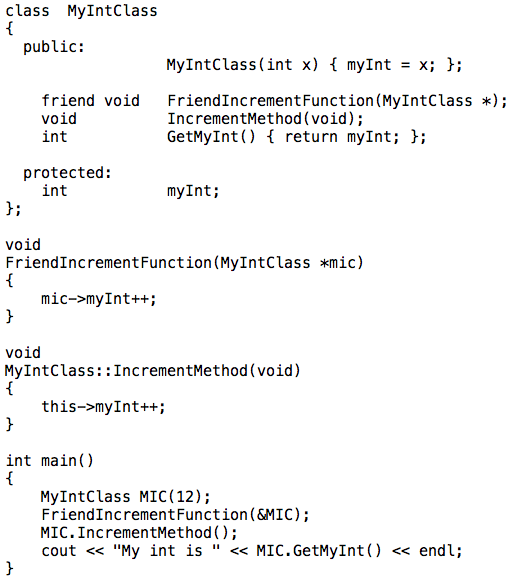 class  MyIntClass
{
  public:
                  MyIntClass(int x) { myInt = x; };

    friend void   FriendIncrementFunction(MyIntClass *);
    void          IncrementMethod(void);
    int           GetMyInt() { return myInt; };

  protected:
    int           myInt;
};

void
FriendIncrementFunction(MyIntClass *mic)
{
    mic->myInt++;
}

void
MyIntClass::IncrementMethod(void)
{
    this->myInt++;
}

int main()
{
    MyIntClass MIC(12);
    FriendIncrementFunction(&MIC);
    MIC.IncrementMethod();
    cout << "My int is " << MIC.GetMyInt() << endl;
}